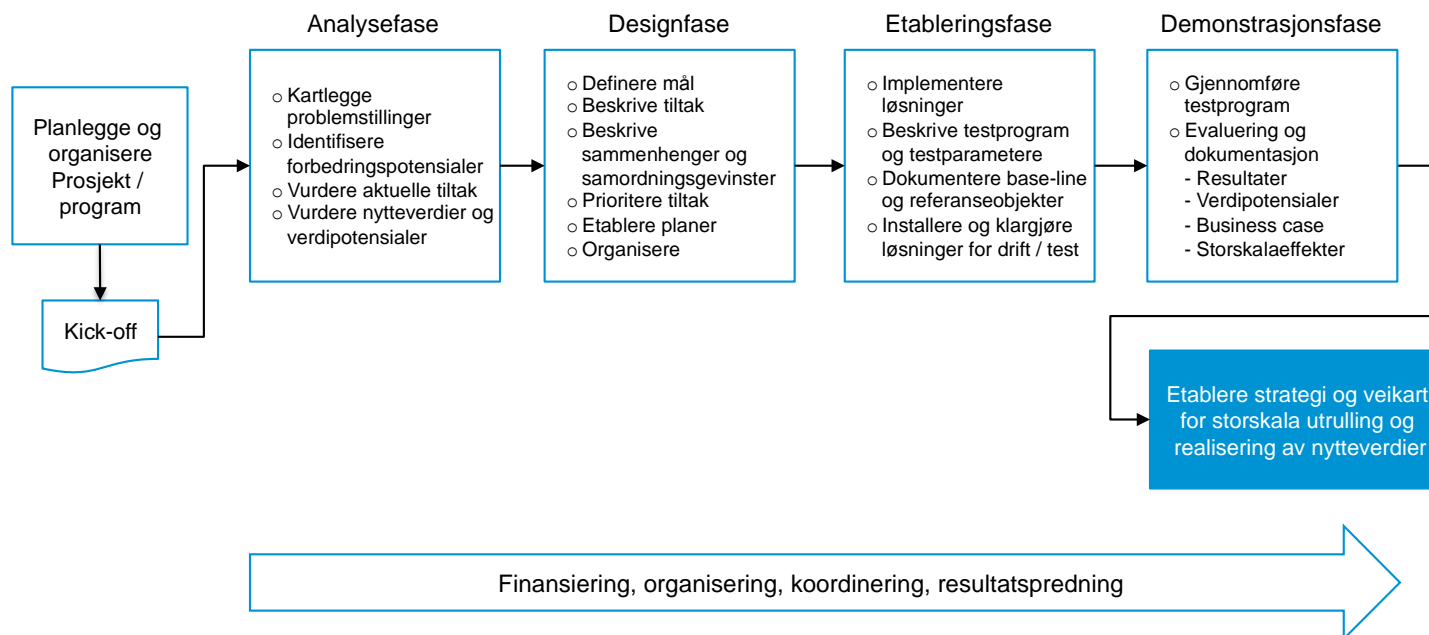 Analysefase
Designfase
Etableringsfase
Demonstrasjonsfase
Planlegge og
organisere
Prosjekt /
program
Kick-off
○ Kartlegge
problemstillinger
○ Identifisere
forbedringspotensialer
○ Vurdere aktuelle tiltak
○ Vurdere nytteverdier og
verdipotensialer
○ Definere mål
○ Beskrive tiltak
○ Beskrive
sammenhenger og
samordningsgevinster
○ Prioritere tiltak
○ Etablere planer
○ Organisere
○ Implementere
løsninger
○ Beskrive testprogram
og testparametere
○ Dokumentere base-line
og referanseobjekter
○ Installere og klargjøre
løsninger for drift / test
○ Gjennomføre
testprogram
○ Evaluering og
dokumentasjon
- Resultater
- Verdipotensialer
- Business case
- Storskalaeffekter
Etablere strategi og veikart
for storskala utrulling og
realisering av nytteverdier
Finansiering, organisering, koordinering, resultatspredning